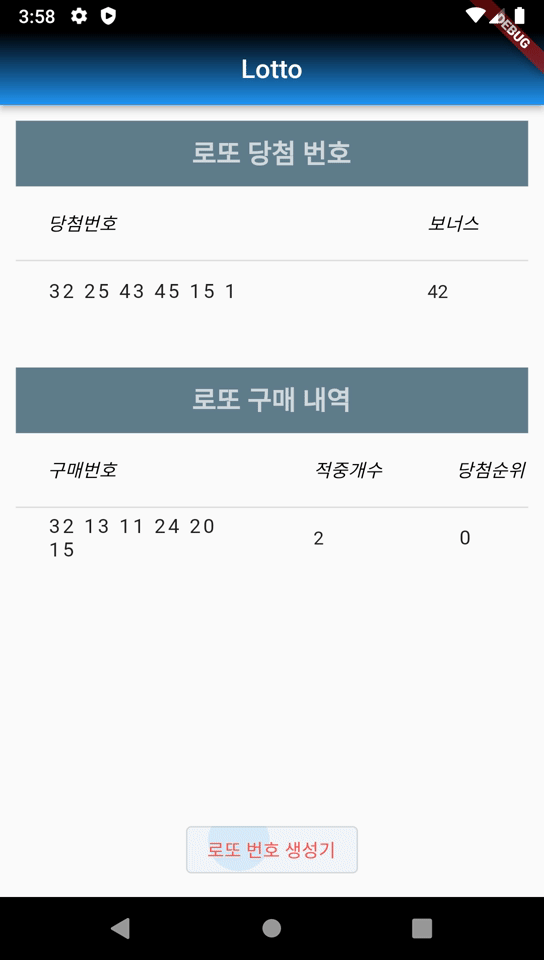 3:58
DEBUG
Lotto
로또 당첨 번호
당첨번호 보너스
32 25 43 45 15 1 42
로또 구매 내역
구매번호 적중개수 당첨순위
32 13 11 24 20
15
2 0
로또 번호 생성기